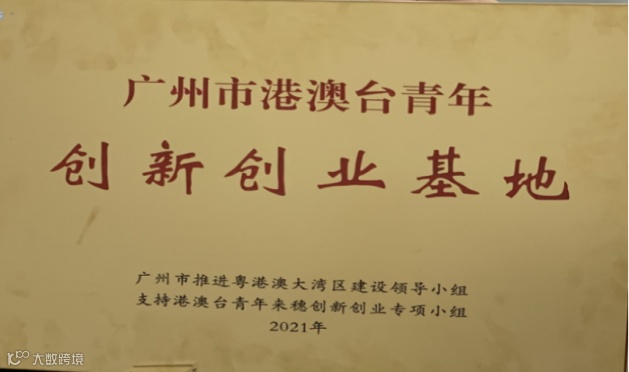 广州市港澳台青年
创新创业基地
广州市推进粤港澳大湾区建设领导小组
支持港澳台青年来穗创新创业专项小组
2021年
大数跨境